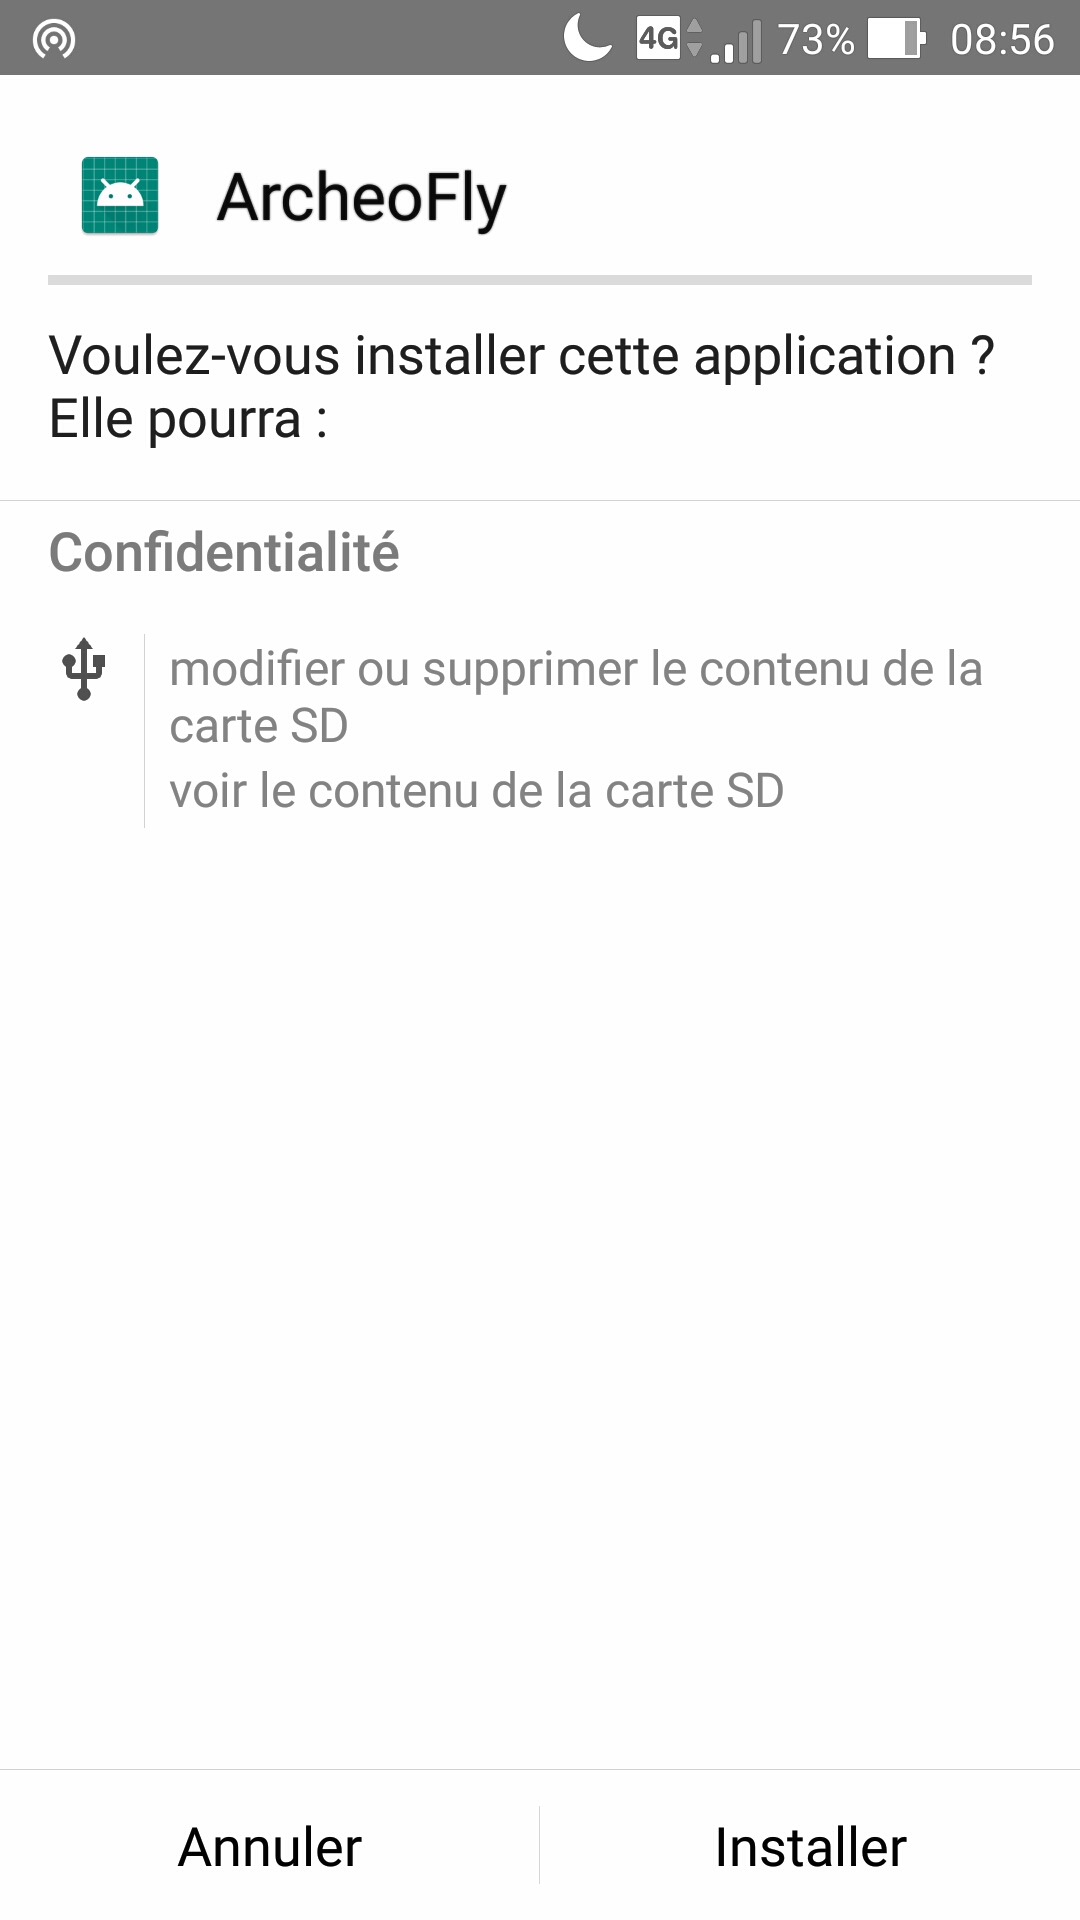 4G 73% 08:56
ArcheoFly
Voulez-vous installer cette application ?
Elle pourra :
Confidentialité
modifier ou supprimer le contenu de la
carte SD
voir le contenu de la carte SD
Annuler Installer